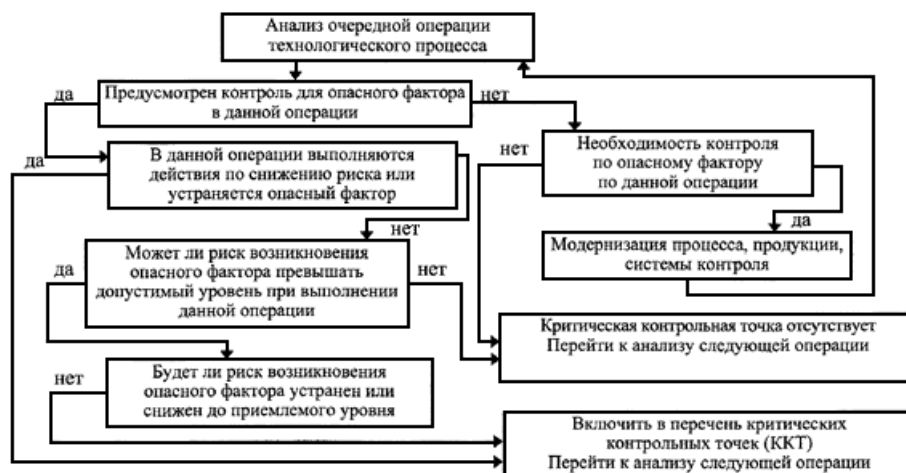 Анализ очередной операции
технологического процесса
да
Предусмотрен контроль для опасного фактора
в данной операции
нет
да
В данной операции выполняются
действия по снижению риска или
устраняется опасный фактор
нет
Необходимость контроля
по опасному фактору
по данной операции
нет
да
Модернизация процесса, продукции,
системы контроля
да
Может ли риск возникновения
опасного фактора превышать
допустимый уровень при выполнении
данной операции
нет
Критическая контрольная точка отсутствует
Перейти к анализу следующей операции
нет
Будет ли риск возникновения
опасного фактора устранен или
снижен до приемлемого уровня
Включить в перечень критических
контрольных точек (ККТ)
Перейти к анализу следующей операции